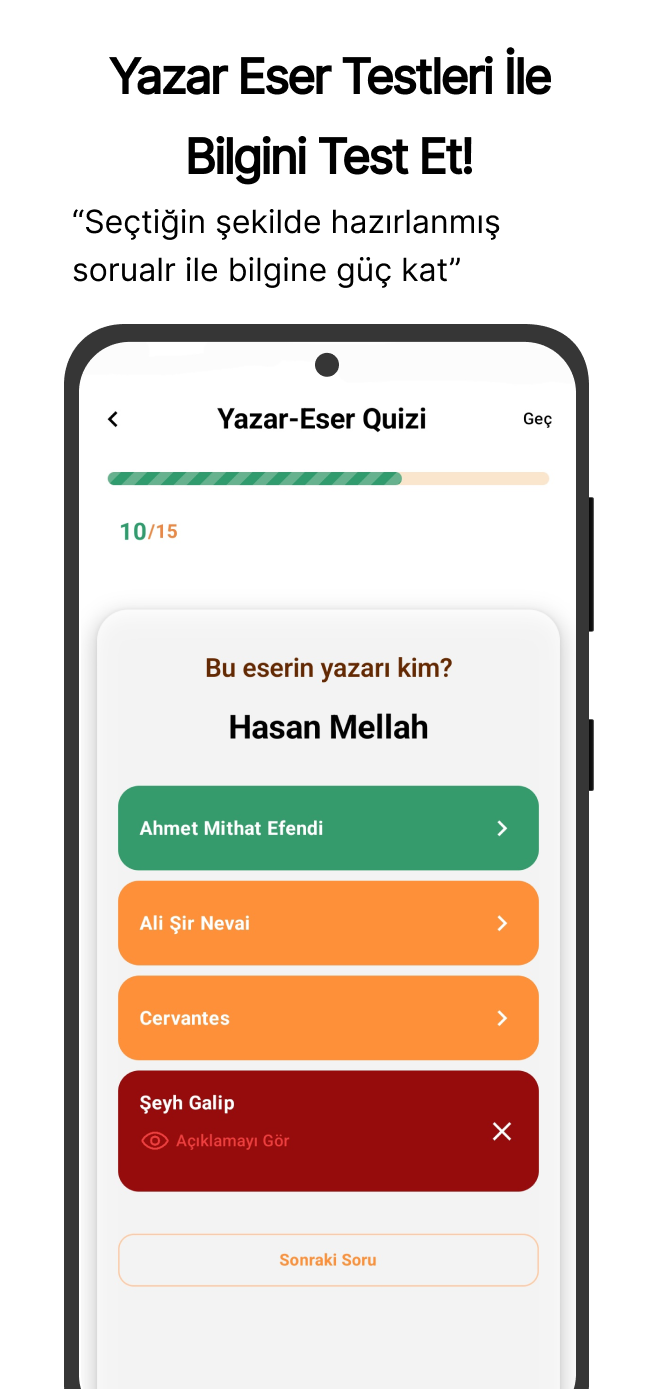 Yazar Eser Testleri İle
Bilgini Test Et!
“Seçtiğin şekilde hazırlanmış
sorualr ile bilgine güç kat”
Yazar-Eser Quizi
Geç
10/15
Bu eserin yazarı kim?
Hasan Mellah
Ahmet Mithat Efendi
Ali Şir Nevai
Cervantes
Şeyh Galip
Açıklamayı Gör
Sonraki Soru